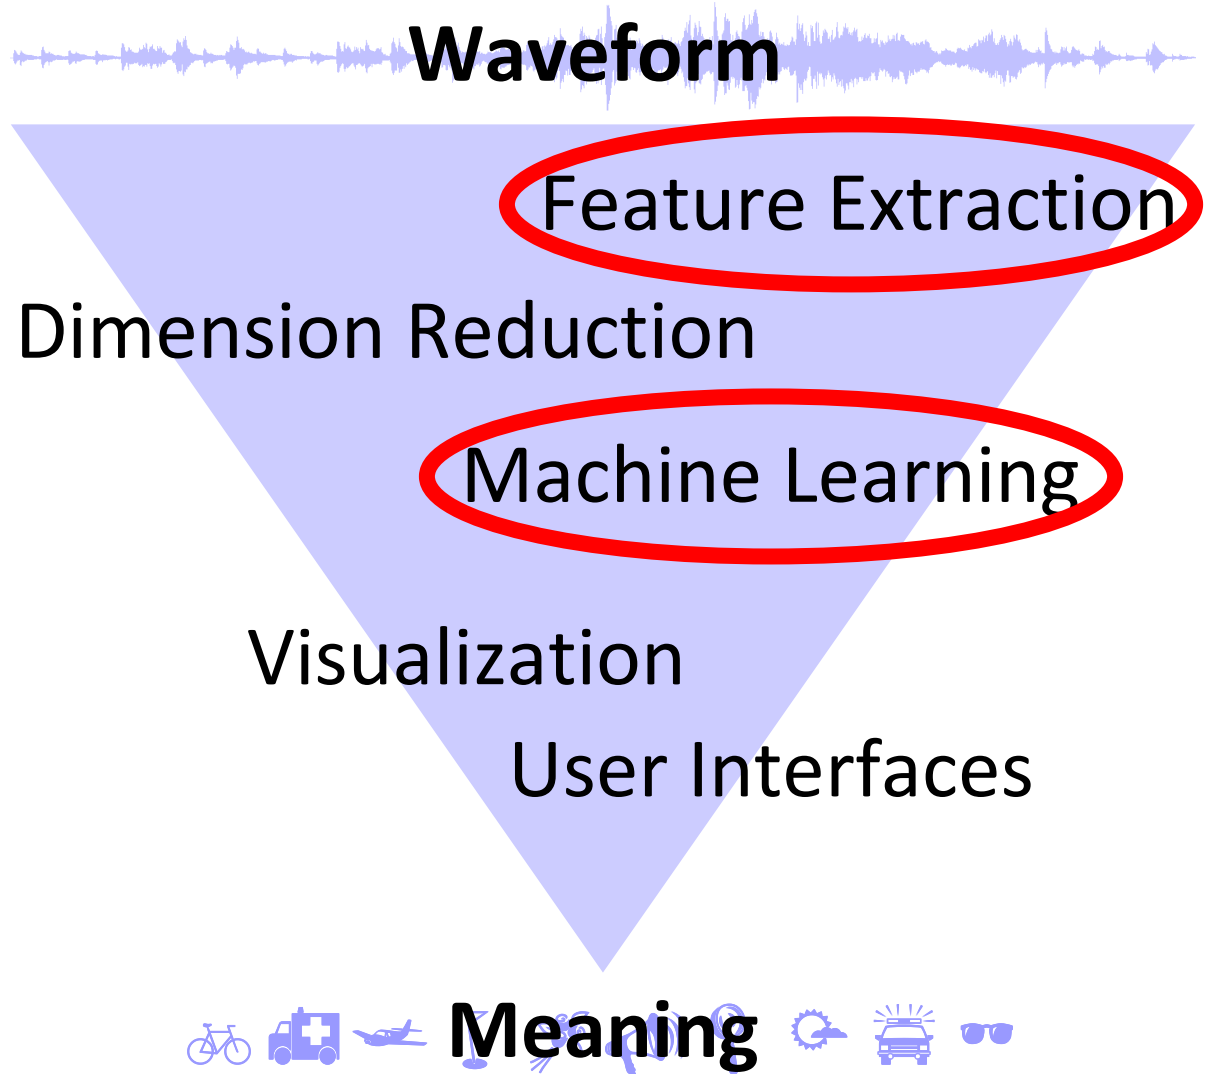 Waveform
Feature Extraction
Dimension Reduction
Machine Learning
Visualization
User Interfaces
Meaning